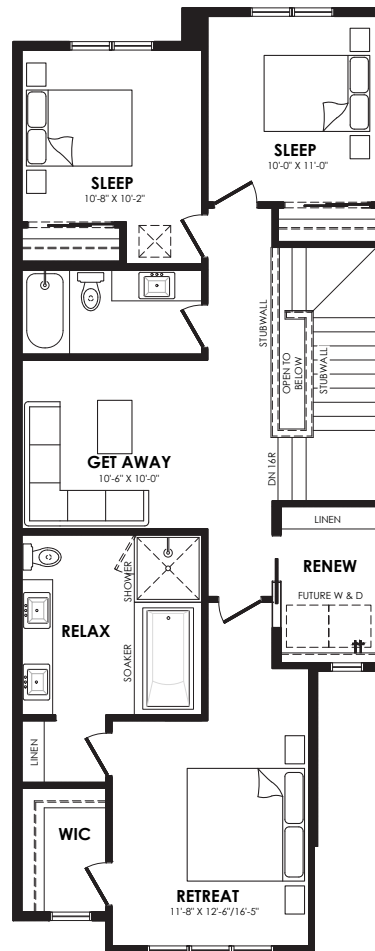 SLEEP
10'-0" X 11'-0"
SLEEP
10'-8" X 10'-2"
STUBWALL
OPEN TO
BELOW
STUBWALL
GET AWAY
10'-6" X 10'-0"
DN 16R
LINEN
RENEW
FUTURE W & D
SHOWER
RELAX
SOAKER
LINEN
WIC
RETREAT
11'-8" X 12'-6"/16'-5"